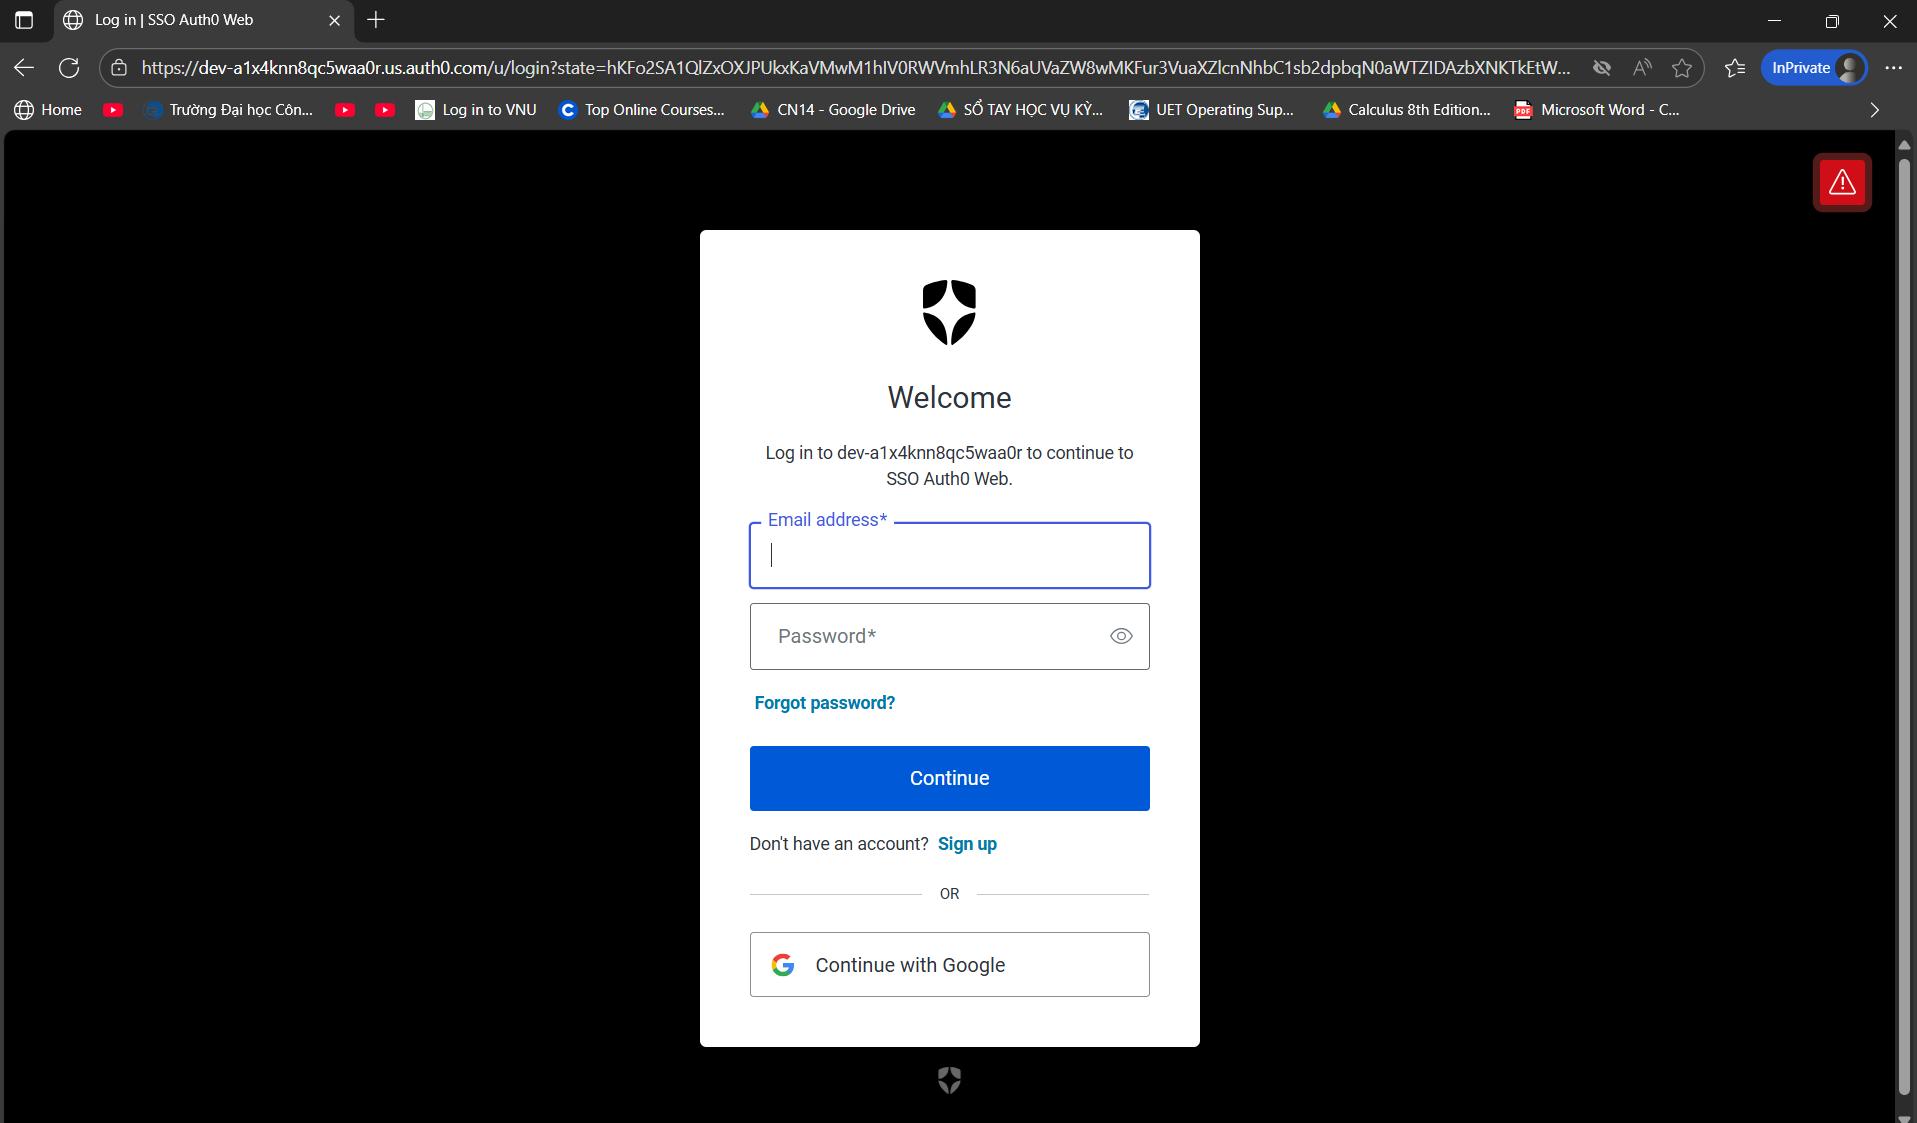 Log in | SSO Auth0 Web
https://dev-a1x4knn8qc5waa0r.us.auth0.com/u/login?state=hKFo2SA1QlZxOXJPUkxKaVMwM1hIV0RWVmhLR3N6aUVaZW8wMKFur3VuaXZlcnNhbC1sb2dpbqN0aWTZIDAzbXNKTkEtW...
InPrivate
Home
Trường Đại học Côn...
Log in to VNU
Top Online Courses...
CN14 - Google Drive
SỔ TAY HỌC VỤ KỲ...
UET Operating Sup...
Calculus 8th Edition...
PDF
Microsoft Word - C...
Welcome
Log in to dev-a1x4knn8qc5waa0r to continue to
SSO Auth0 Web.
Email address*
Password*
Forgot password?
Continue
Don't have an account? Sign up
OR
Continue with Google